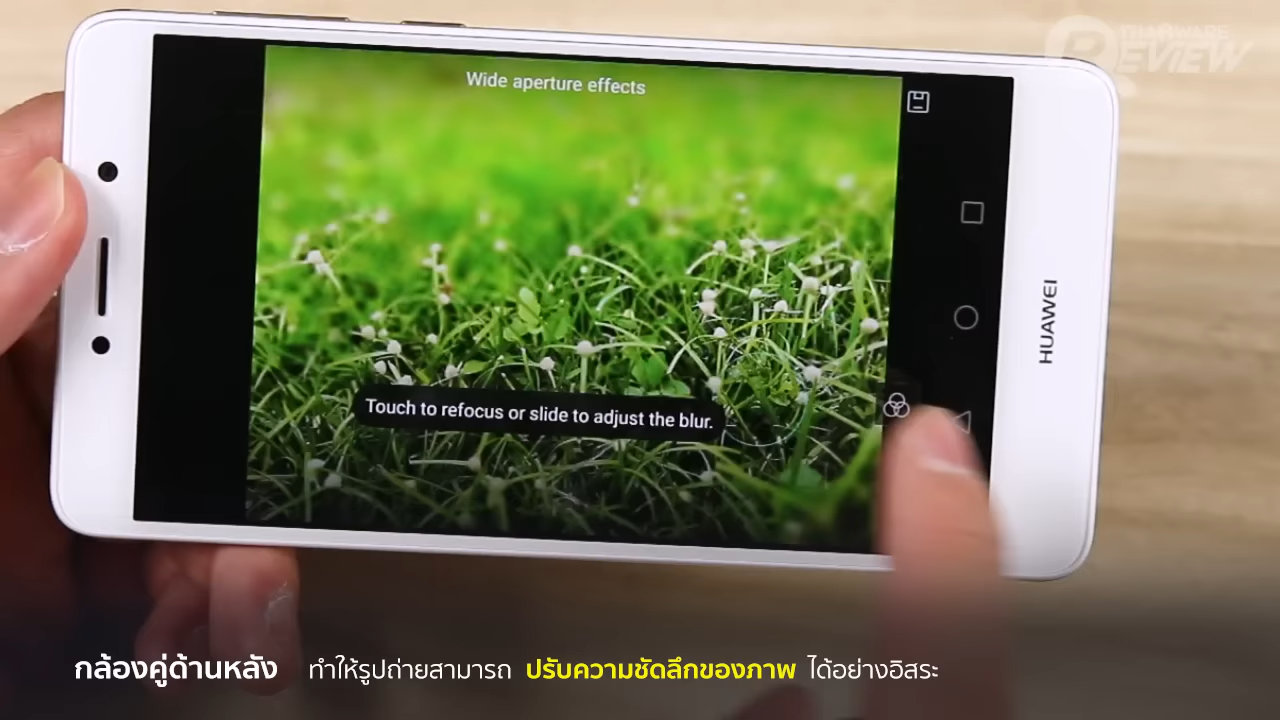 THAIWARE
REVIEW
Wide aperture effects
HUAWEI
Touch to refocus or slide to adjust the blur.
กล้องคู่ด้านหลัง ทำให้รูปถ่ายสามารถ ปรับความชัดลึกของภาพ ได้อย่างอิสระ